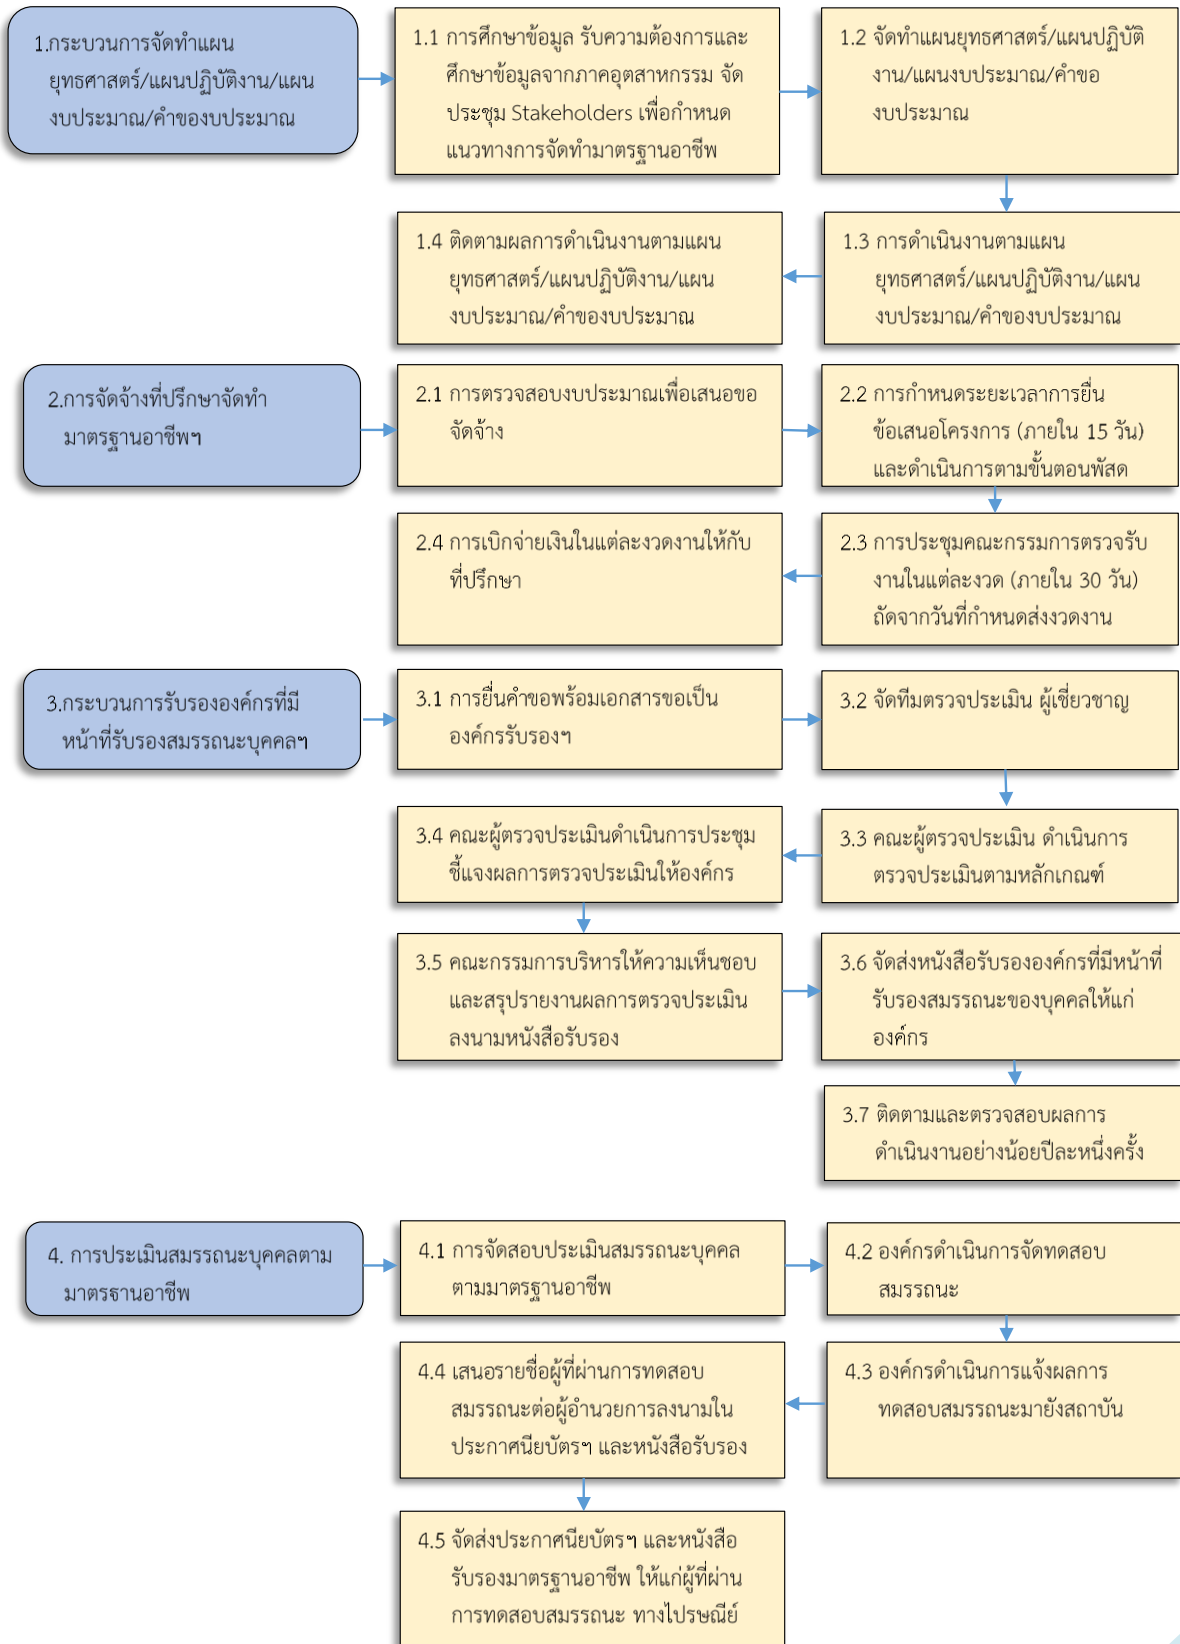 1.กระบวนการจัดทำแผน
ยุทธศาสตร์/แผนปฏิบัติงาน/แผน
งบประมาณ/คำของบประมาณ
1.1 การศึกษาข้อมูล รับความต้องการและ
ศึกษาข้อมูลจากภาคอุตสาหกรรม จัด
ประชุม Stakeholders เพื่อกำหนด
แนวทางการจัดทำมาตรฐานอาชีพ
1.2 จัดทำแผนยุทธศาสตร์/แผนปฏิบัติ
งาน/แผนงบประมาณ/คำขอ
งบประมาณ
1.3 การดำเนินงานตามแผน
ยุทธศาสตร์/แผนปฏิบัติงาน/แผน
งบประมาณ/คำของบประมาณ
1.4 ติดตามผลการดำเนินงานตามแผน
ยุทธศาสตร์/แผนปฏิบัติงาน/แผน
งบประมาณ/คำของบประมาณ
2.การจัดจ้างที่ปรึกษาจัดทำ
มาตรฐานอาชีพฯ
2.1 การตรวจสอบงบประมาณเพื่อเสนอขอ
จัดจ้าง
2.2 การกำหนดระยะเวลาการยื่น
ข้อเสนอโครงการ (ภายใน 15 วัน)
และดำเนินการตามขั้นตอนพัสด
2.3 การประชุมคณะกรรมการตรวจรับ
งานในแต่ละงวด (ภายใน 30 วัน)
ถัดจากวันที่กำหนดส่งงวดงาน
2.4 การเบิกจ่ายเงินในแต่ละงวดงานให้กับ
ที่ปรึกษา
3.กระบวนการรับรององค์กรที่มี
หน้าที่รับรองสมรรถนะบุคคลฯ
3.1 การยื่นคำขอพร้อมเอกสารขอเป็น
องค์กรรับรองฯ
3.2 จัดทีมตรวจประเมิน ผู้เชี่ยวชาญ
3.3 คณะผู้ตรวจประเมิน ดำเนินการ
ตรวจประเมินตามหลักเกณฑ์
3.4 คณะผู้ตรวจประเมินดำเนินการประชุม
ชี้แจงผลการตรวจประเมินให้องค์กร
3.5 คณะกรรมการบริหารให้ความเห็นชอบ
และสรุปรายงานผลการตรวจประเมิน
ลงนามหนังสือรับรอง
3.6 จัดส่งหนังสือรับรององค์กรที่มีหน้าที่
รับรองสมรรถนะของบุคคลให้แก่
องค์กร
3.7 ติดตามและตรวจสอบผลการ
ดำเนินงานอย่างน้อยปีละหนึ่งครั้ง
4. การประเมินสมรรถนะบุคคลตาม
มาตรฐานอาชีพ
4.1 การจัดสอบประเมินสมรรถนะบุคคล
ตามมาตรฐานอาชีพ
4.2 องค์กรดำเนินการจัดทดสอบ
สมรรถนะ
4.3 องค์กรดำเนินการแจ้งผลการ
ทดสอบสมรรถนะมายังสถาบัน
4.4 เสนอรายชื่อผู้ที่ผ่านการทดสอบ
สมรรถนะต่อผู้อำนวยการลงนามใน
ประกาศนียบัตรฯ และหนังสือรับรอง
4.5 จัดส่งประกาศนียบัตรฯ และหนังสือ
รับรองมาตรฐานอาชีพ ให้แก่ผู้ที่ผ่าน
การทดสอบสมรรถนะ ทางไปรษณีย์